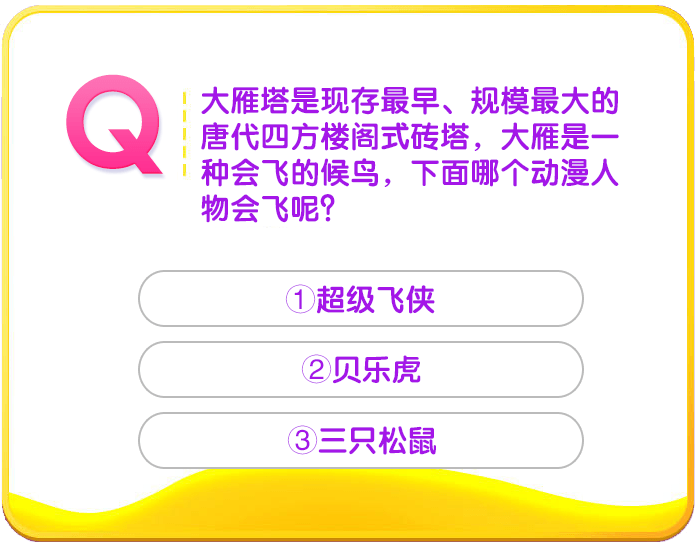 Q
大雁塔是现存最早、规模最大的
唐代四方楼阁式砖塔，大雁是一
种会飞的候鸟，下面哪个动漫人
物会飞呢？
①超级飞侠
②贝乐虎
③三只松鼠